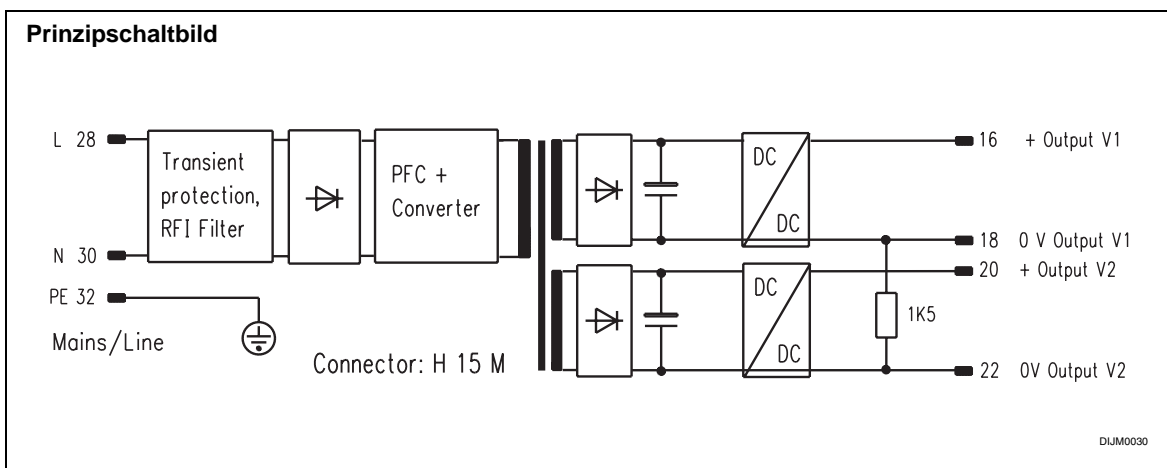 Prinzipschaltbild
L 28
Transient
protection,
RFI Filter
PFC +
Converter
DC
DC
16 + Output V1
N 30
18 0 V Output V1
20 + Output V2
PE 32
DC
DC
1K5
Mains/Line
Connector: H 15 M
22 0V Output V2
DIJM0030